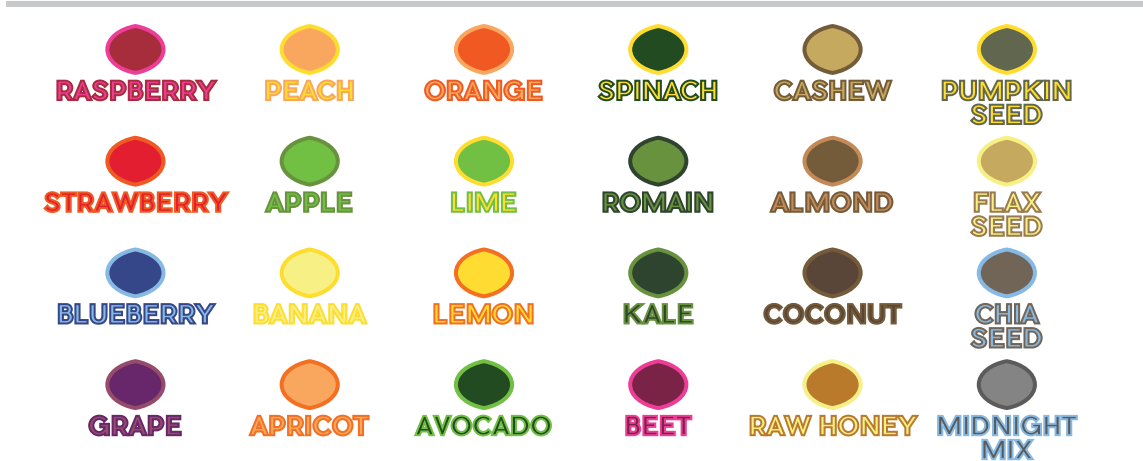 RASPBERRY
PEACH
ORANGE
SPINACH
CASHEW
PUMPKIN
SEED
STRAWBERRY
APPLE
LIME
ROMAIN
ALMOND
FLAX
SEED
BLUEBERRY
BANANA
LEMON
KALE
COCONUT
CHIA
SEED
GRAPE
APRICOT
AVOCADO
BEET
RAW HONEY
MIDNIGHT
MIX